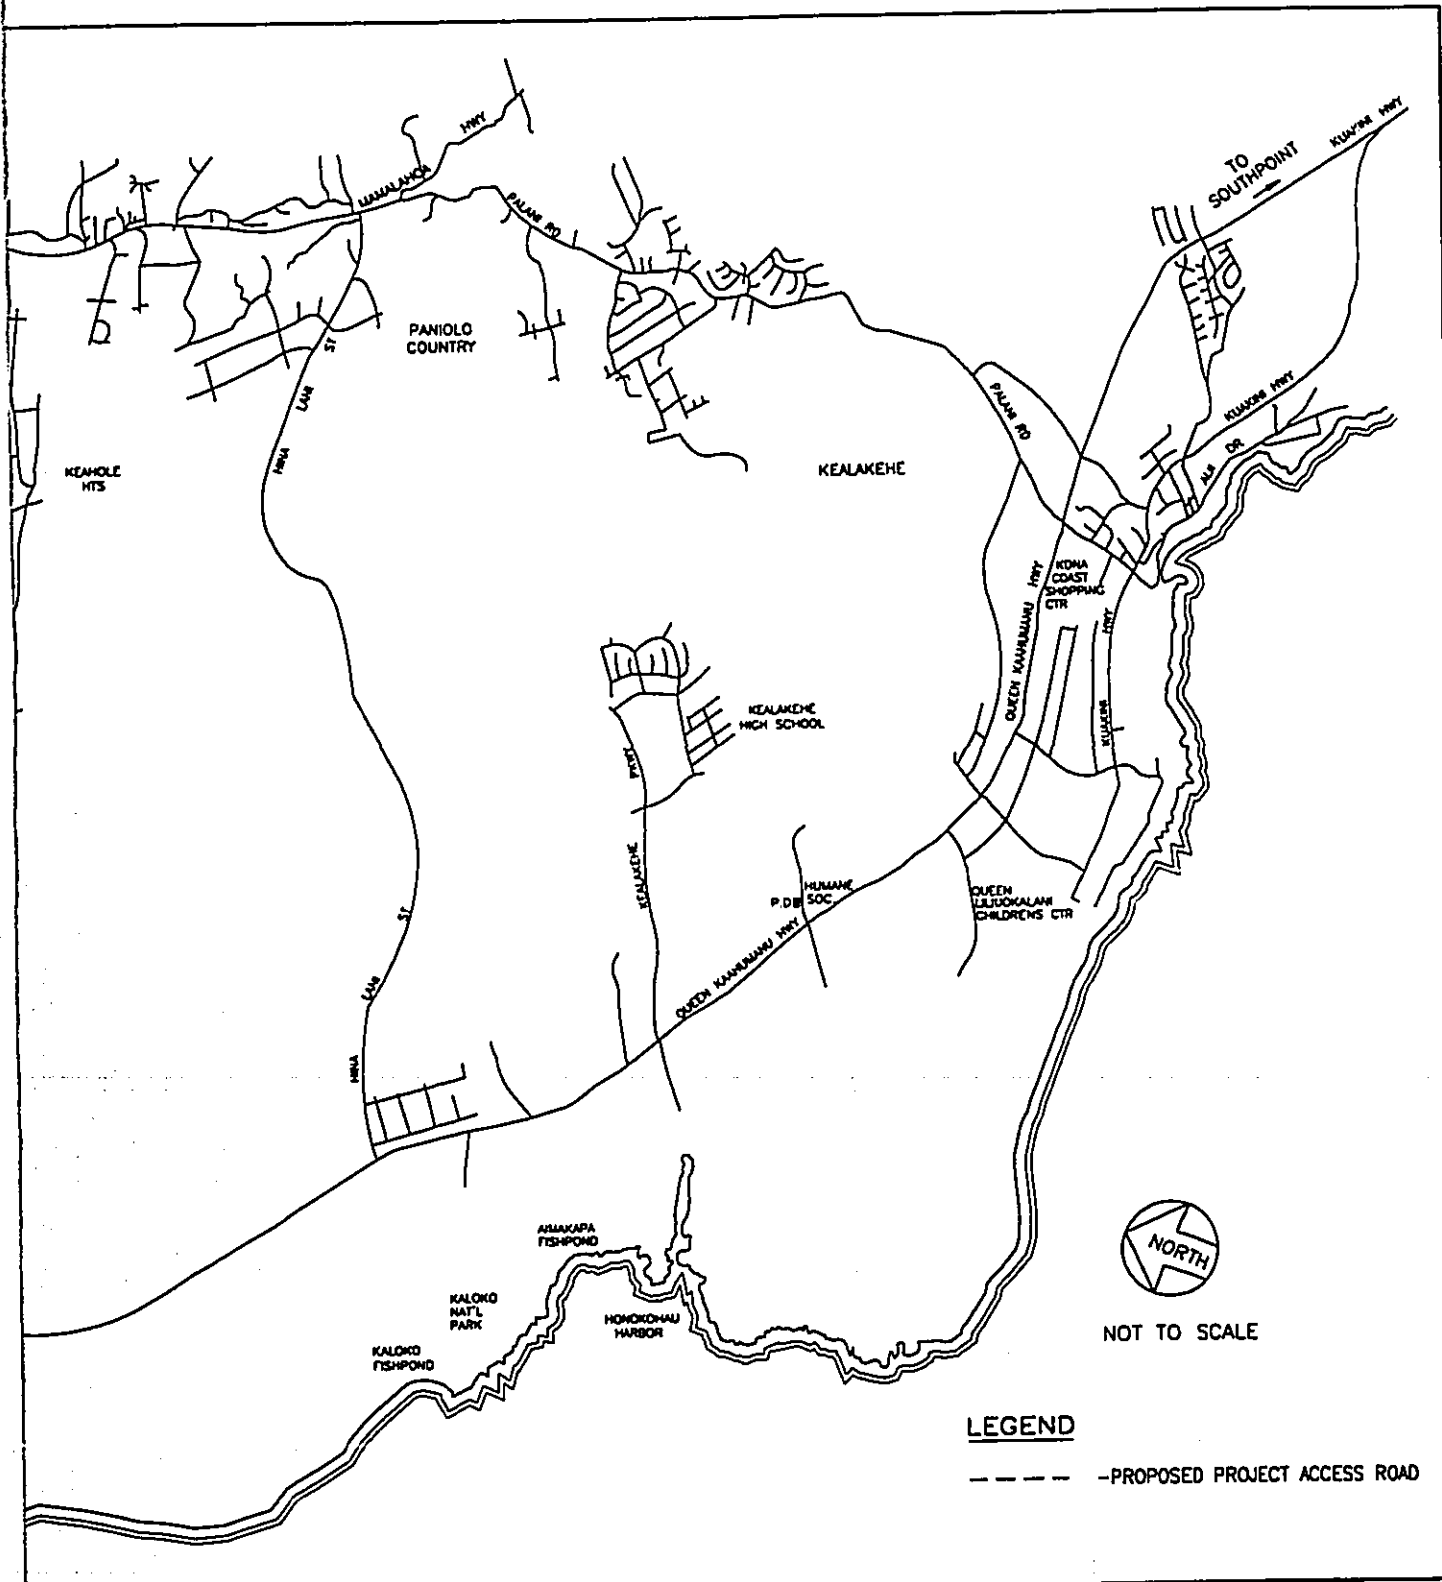 HWY
MAMALAHOA
TO
SOUTHPOINT
KUAKINI HWY
PALANI RD
PANIOLO
COUNTRY
ST
LANI
HINA
KEAHOLE
HTS
KEALAKEHE
PALANI RD
KUAKINI HWY
ALII DR
KONA
COAST
SHOPPING
CTR
QUEEN KAAHUMANU HWY
HWY
KUAKINI
KEALAKEHE
HIGH SCHOOL
PKWY
KEALAKEHE
HUMANE
SOC.
P.D.
QUEEN
LILIUOKALANI
CHILDREN'S CTR
QUEEN KAAHUMANU HWY
ST
LANI
HINA
AIMAKAPA
FISHPOND
KALOKO
NAT'L
PARK
HONOKOHAU
HARBOR
KALOKO
FISHPOND
NORTH
NOT TO SCALE
LEGEND
-PROPOSED PROJECT ACCESS ROAD